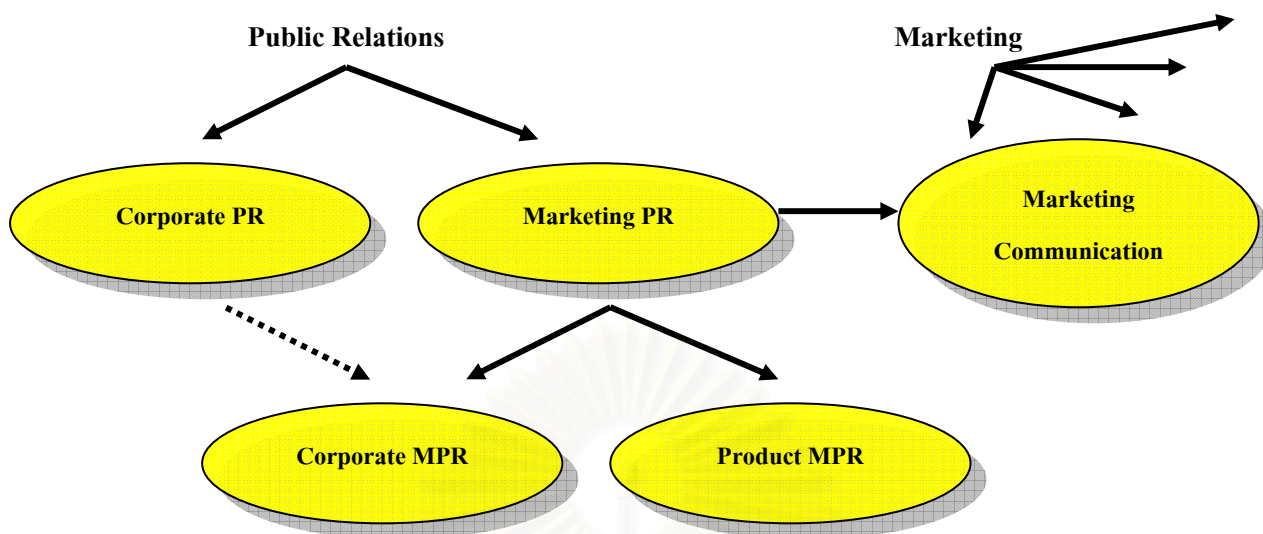 Public Relations
Marketing
Corporate PR
Marketing PR
Marketing
Communication
Corporate MPR
Product MPR